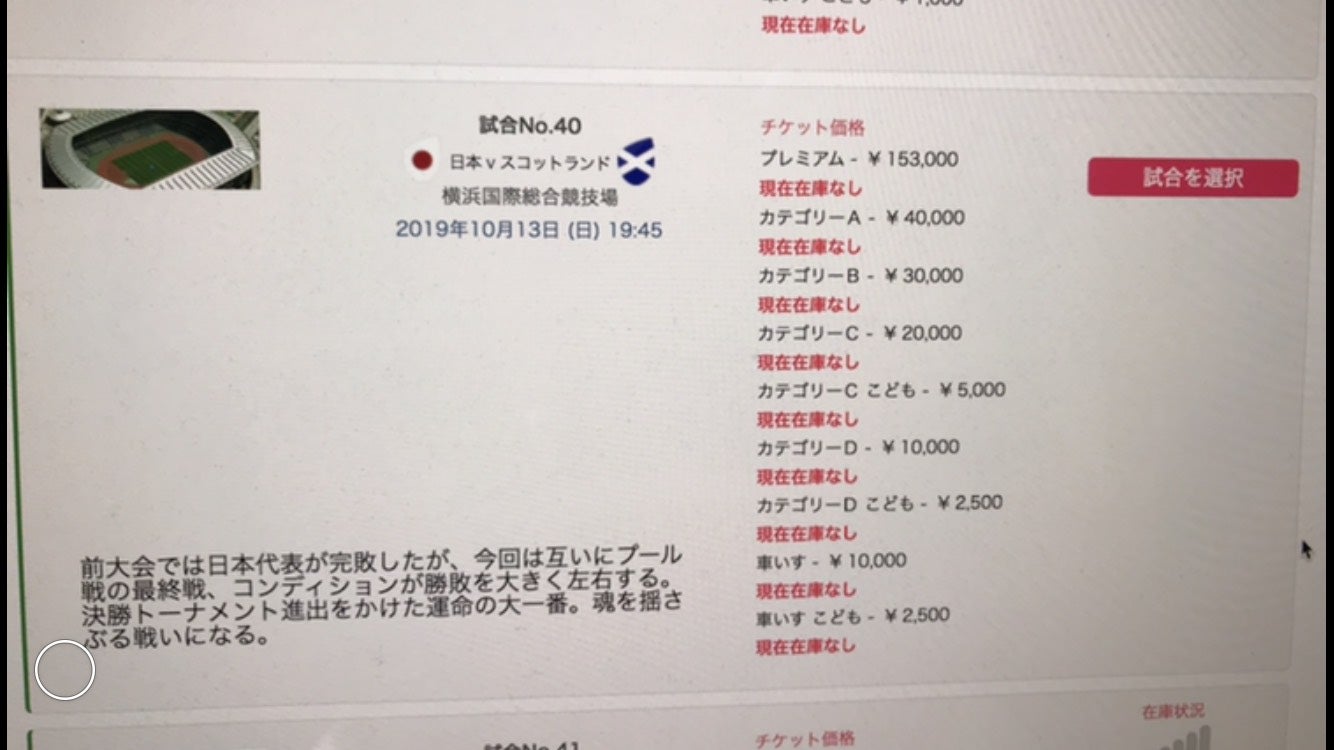 車いす こども - ¥ 1,000
現在在庫なし
試合No.40
日本 v スコットランド
横浜国際総合競技場
2019年10月13日 (日) 19:45
チケット価格
プレミアム - ¥ 153,000
現在在庫なし
カテゴリーA - ¥ 40,000
現在在庫なし
カテゴリーB - ¥ 30,000
現在在庫なし
カテゴリーC - ¥ 20,000
現在在庫なし
カテゴリーC こども - ¥ 5,000
現在在庫なし
カテゴリーD - ¥ 10,000
現在在庫なし
カテゴリーD こども - ¥ 2,500
現在在庫なし
車いす - ¥ 10,000
現在在庫なし
車いす こども - ¥ 2,500
現在在庫なし
試合を選択
前大会では日本代表が完敗したが、今回は互いにプール
戦の最終戦、コンディションが勝敗を大きく左右する。
決勝トーナメント進出をかけた運命の大一番。魂を揺さ
ぶる戦いになる。
試合No.41
チケット価格
在庫状況